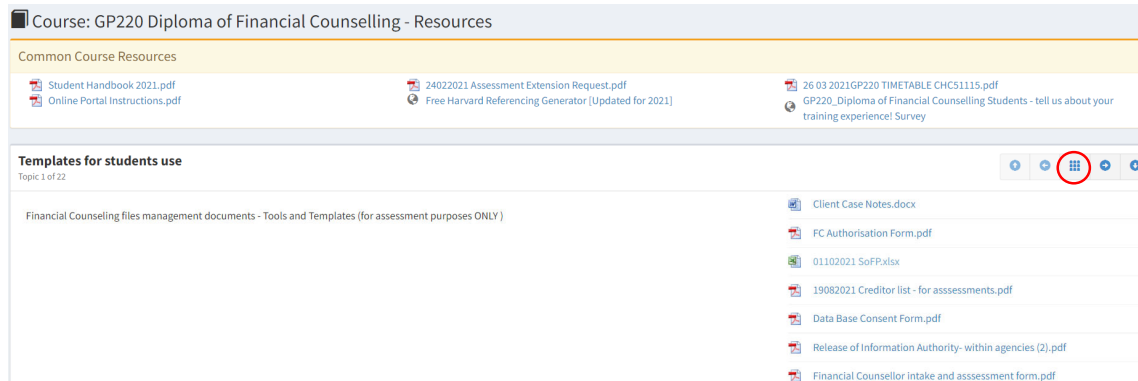 Course: GP220 Diploma of Financial Counselling - Resources
Common Course Resources
Student Handbook 2021.pdf
Online Portal Instructions.pdf
24022021 Assessment Extension Request.pdf
Free Harvard Referencing Generator [Updated for 2021]
26 03 2021GP220 TIMETABLE CHC51115.pdf
GP220_Diploma of Financial Counselling Students - tell us about your
training experience! Survey
Templates for students use
Topic 1 of 22
Financial Counseling files management documents - Tools and Templates (for assessment purposes ONLY )
Client Case Notes.docx
FC Authorisation Form.pdf
01102021 SoFP.xlsx
19082021 Creditor list - for asssessments.pdf
Data Base Consent Form.pdf
Release of Information Authority- within agencies (2).pdf
Financial Counsellor intake and asssessment form.pdf